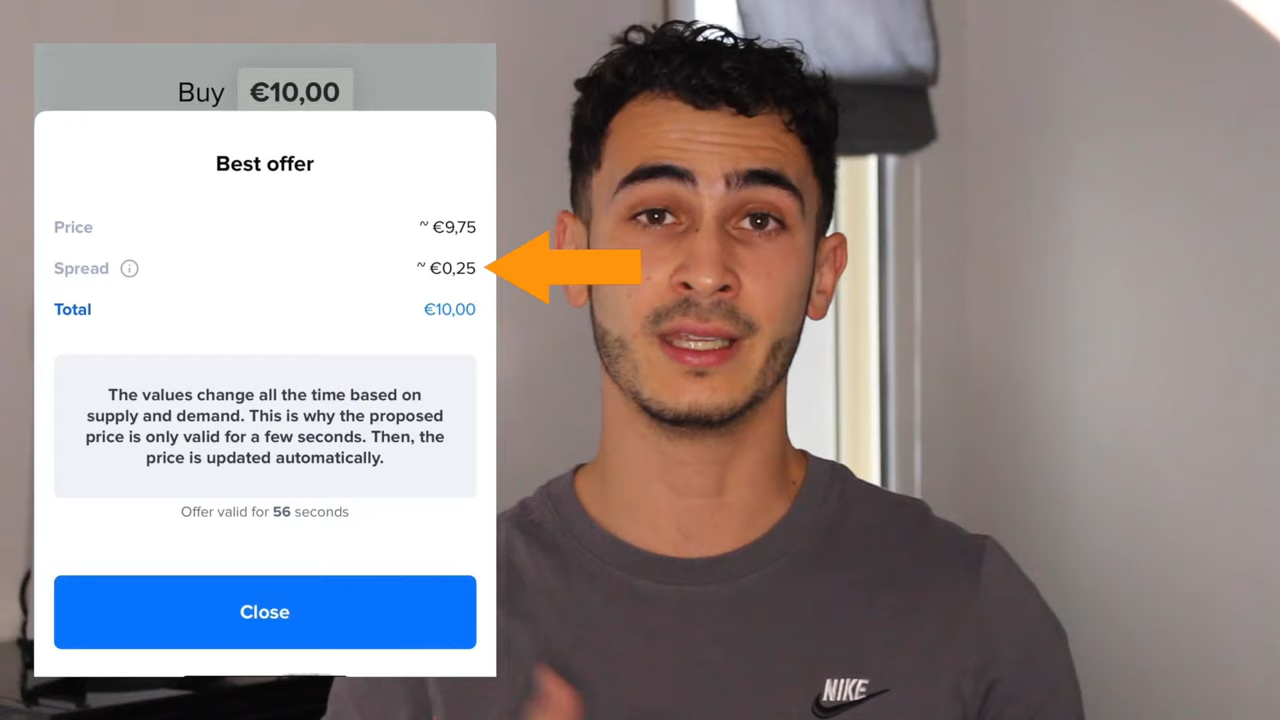 Buy €10,00
Best offer
Price ~ €9,75
Spread ~ €0,25
Total €10,00
The values change all the time based on
supply and demand. This is why the proposed
price is only valid for a few seconds. Then, the
price is updated automatically.
Offer valid for 56 seconds
Close
NIKE